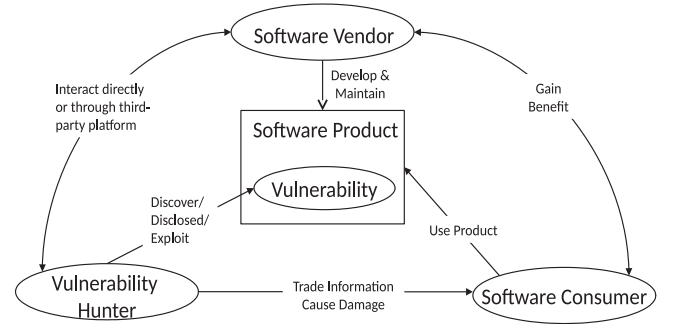 Software Vendor
Interact directly
or through third-
party platform
Develop &
Maintain
Gain
Benefit
Software Product
Vulnerability
Discover/
Disclosed/
Exploit
Use Product
Vulnerability
Hunter
Trade Information
Cause Damage
Software Consumer